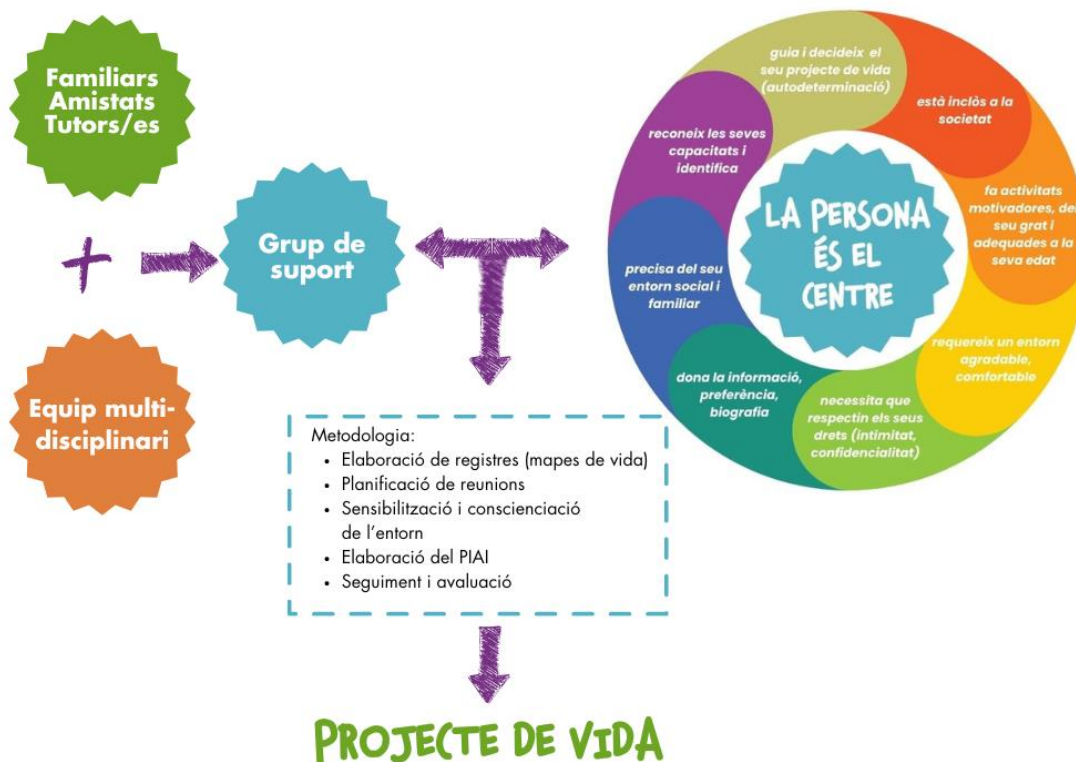 Familiars
Amistats
Tutors/es
+
Equip multi-
disciplinari
Grup de
suport
LA PERSONA
ÉS EL
CENTRE
guia i decideix el
seu projecte de vida
(autodeterminació)
està inclòs a la
societat
fa activitats
motivadores, del
seu grat i
adequades a la
seva edat
requereix un entorn
agradable,
comfortable
necessita que
respectin els seus
drets (intimitat,
confidencialitat)
dona la informació,
preferència,
biografia
precisa del seu
entorn social i
familiar
reconeix les seves
capacitats i
identifica
Metodologia:
• Elaboració de registres (mapes de vida)
• Planificació de reunions
• Sensibilització i conscienciació
de l’entorn
• Elaboració del PIAI
• Seguiment i avaluació
PROJECTE DE VIDA